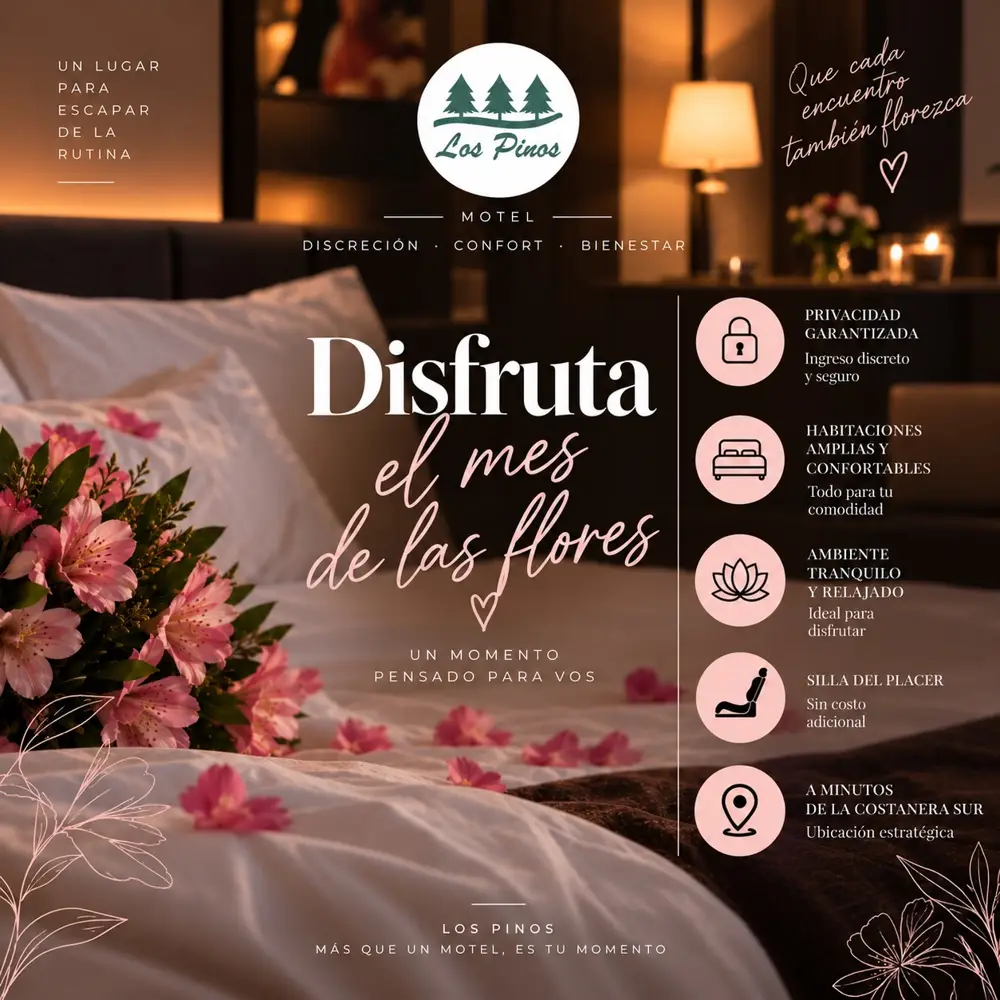 UN LUGAR
PARA
ESCAPAR
DE LA
RUTINA
Los Pinos
MOTEL
DISCRECIÓN · CONFORT · BIENESTAR
Que cada
encuentro
también florezca
Disfruta
el mes
de las flores
UN MOMENTO
PENSADO PARA VOS
PRIVACIDAD
GARANTIZADA
Ingreso discreto
y seguro
HABITACIONES
AMPLIAS Y
CONFORTABLES
Todo para tu
comodidad
AMBIENTE
TRANQUILO
Y RELAJADO
Ideal para
disfrutar
SILLA DEL PLACER
Sin costo
adicional
A MINUTOS
DE LA COSTANERA SUR
Ubicación estratégica
LOS PINOS
MÁS QUE UN MOTEL, ES TU MOMENTO